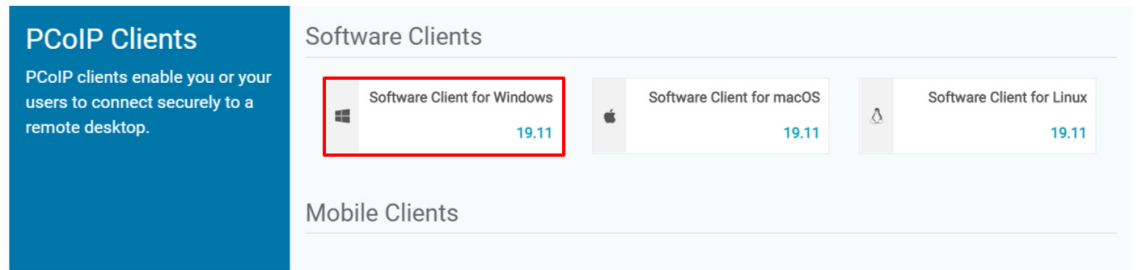 PCoIP Clients
PCoIP clients enable you or your
users to connect securely to a
remote desktop.
Software Clients
Software Client for Windows
19.11
Software Client for macOS
19.11
Software Client for Linux
19.11
Mobile Clients